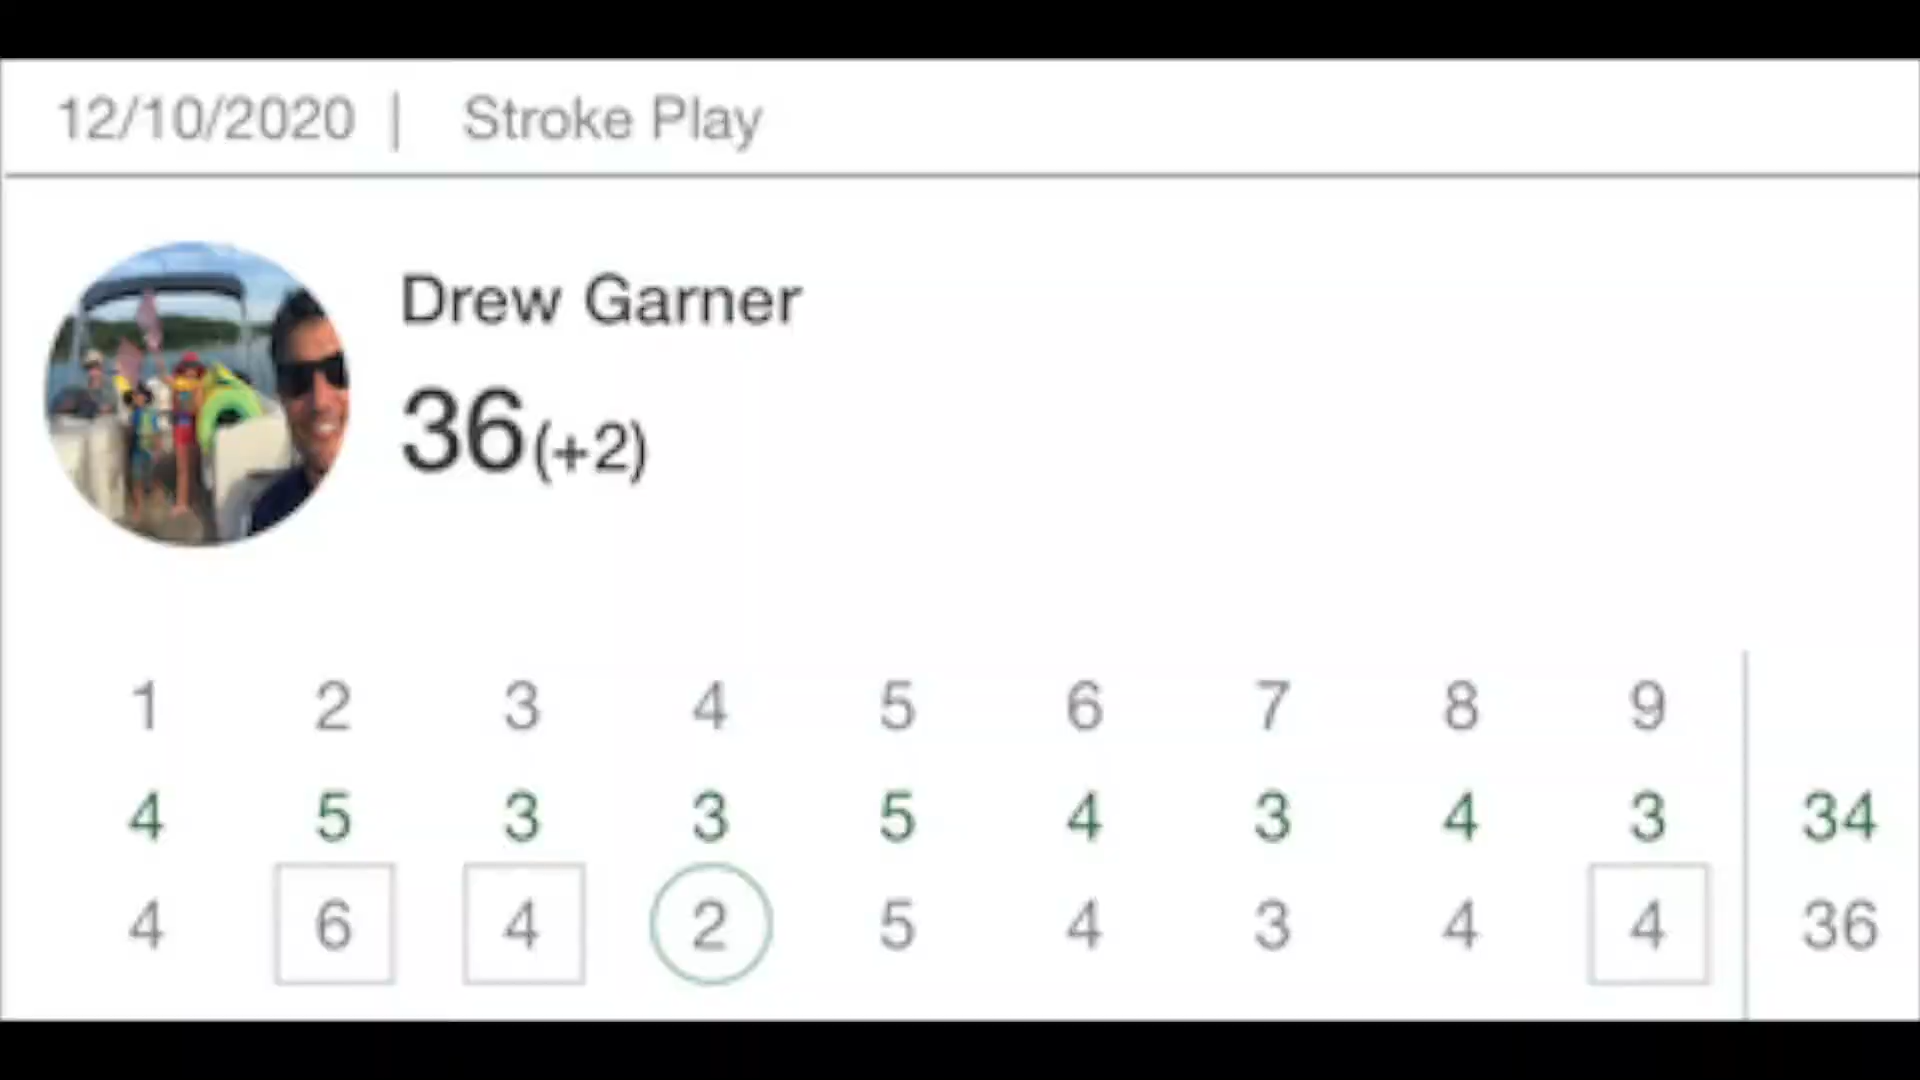 12/10/2020 | Stroke Play
Drew Garner
36(+2)
1 2 3 4 5 6 7 8 9
4 5 3 3 5 4 3 4 3 34
4 6 4 2 5 4 3 4 4 36